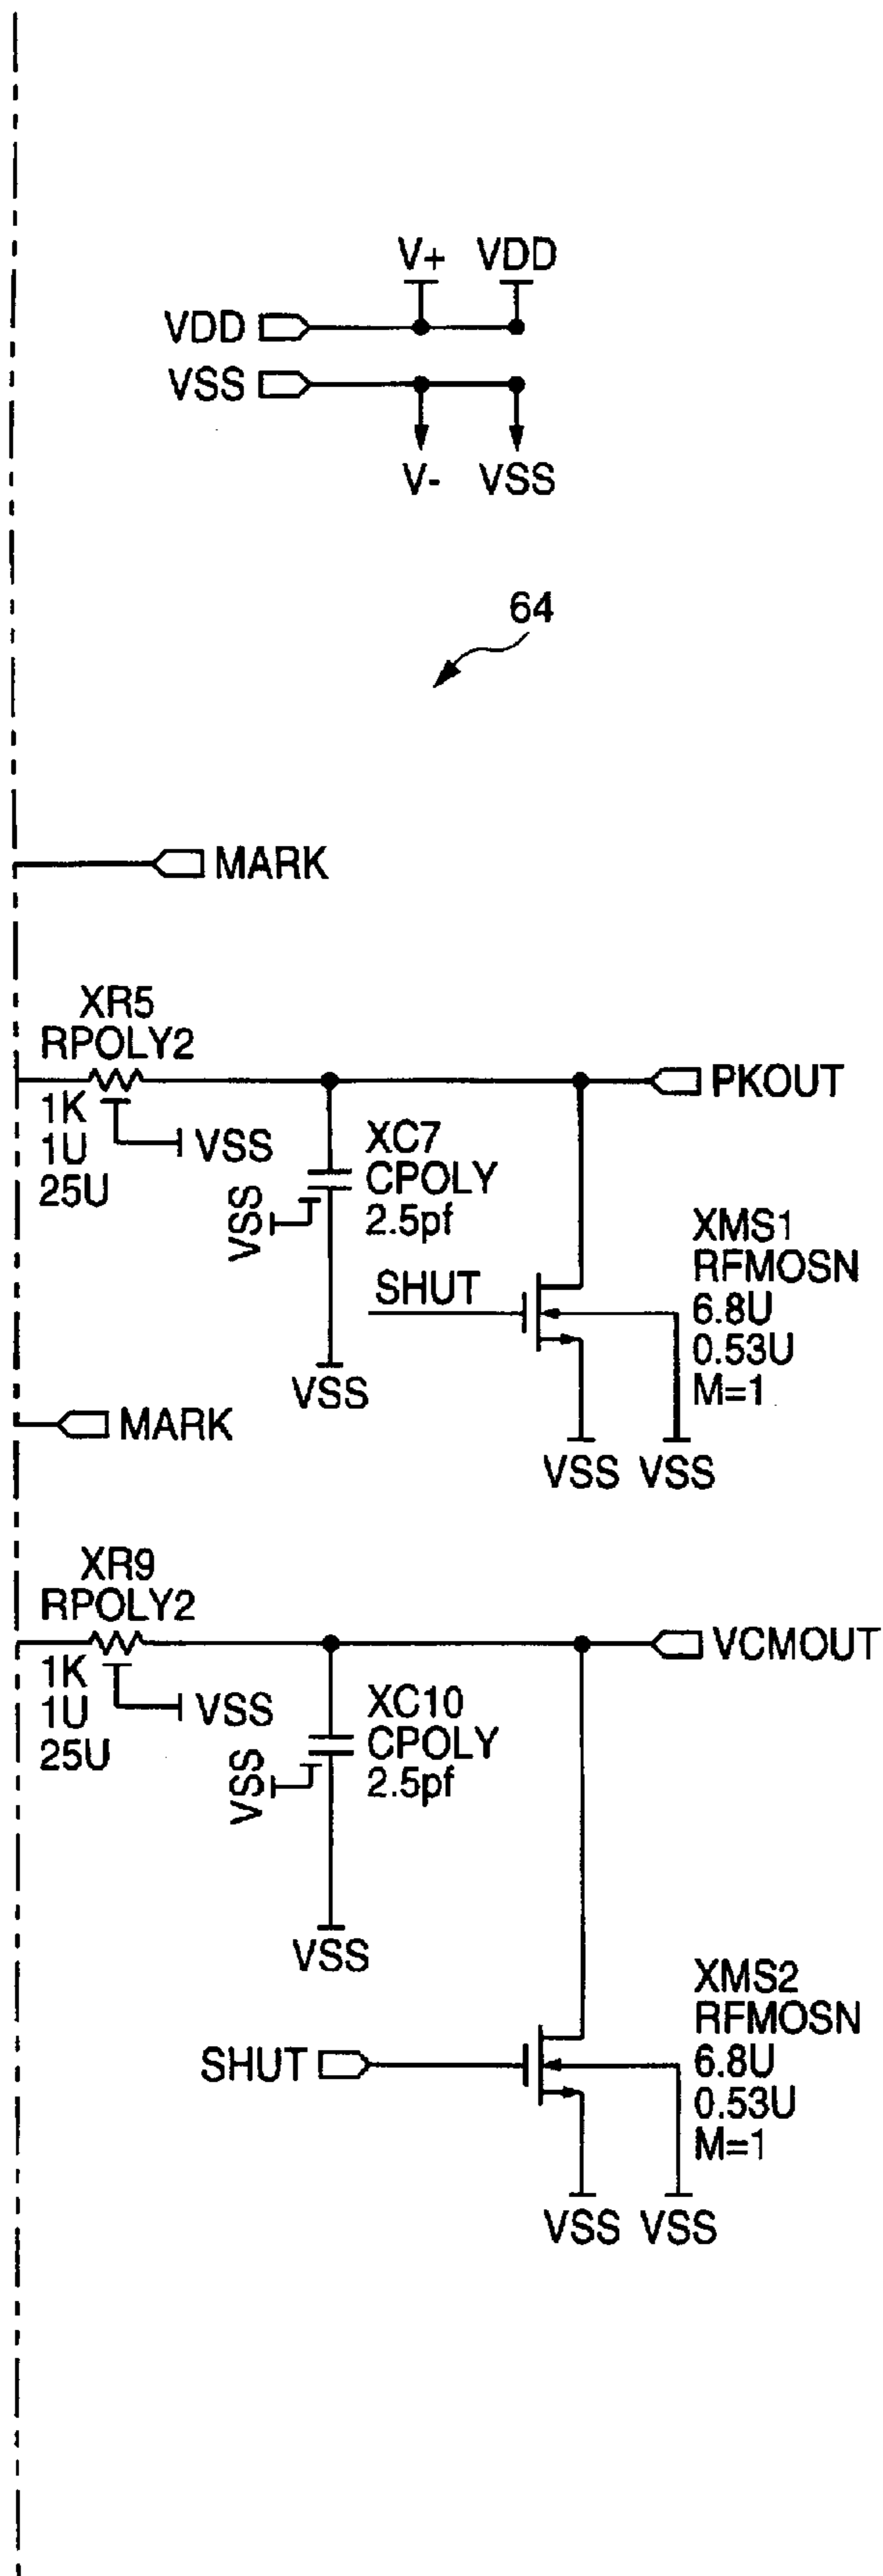 V+ VDD
VDD
VSS
V- VSS
64
MARK
XR5
RPOLY2
PKOUT
1K
1U
25U
VSS
XC7
CPOLY
2.5pf
VSS
VSS
SHUT
XMS1
RFMOSN
6.8U
0.53U
M=1
VSS VSS
MARK
XR9
RPOLY2
VCMOUT
1K
1U
25U
VSS
XC10
CPOLY
2.5pf
VSS
VSS
SHUT
XMS2
RFMOSN
6.8U
0.53U
M=1
VSS VSS